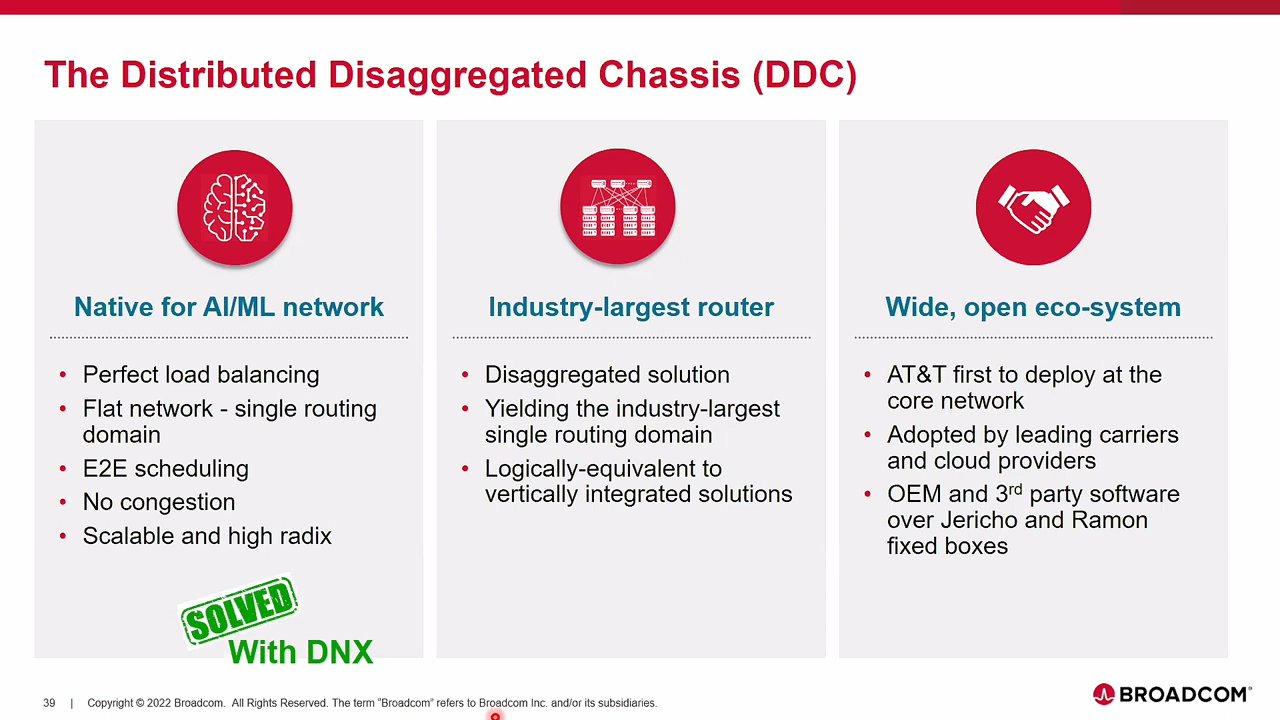 The Distributed Disaggregated Chassis (DDC)
Native for AI/ML network
• Perfect load balancing
• Flat network - single routing
domain
• E2E scheduling
• No congestion
• Scalable and high radix
SOLVED
With DNX
Industry-largest router
• Disaggregated solution
• Yielding the industry-largest
single routing domain
• Logically-equivalent to
vertically integrated solutions
Wide, open eco-system
• AT&T first to deploy at the
core network
• Adopted by leading carriers
and cloud providers
• OEM and 3rd party software
over Jericho and Ramon
fixed boxes
39 | Copyright © 2022 Broadcom. All Rights Reserved. The term “Broadcom” refers to Broadcom Inc. and/or its subsidiaries.
BROADCOM®